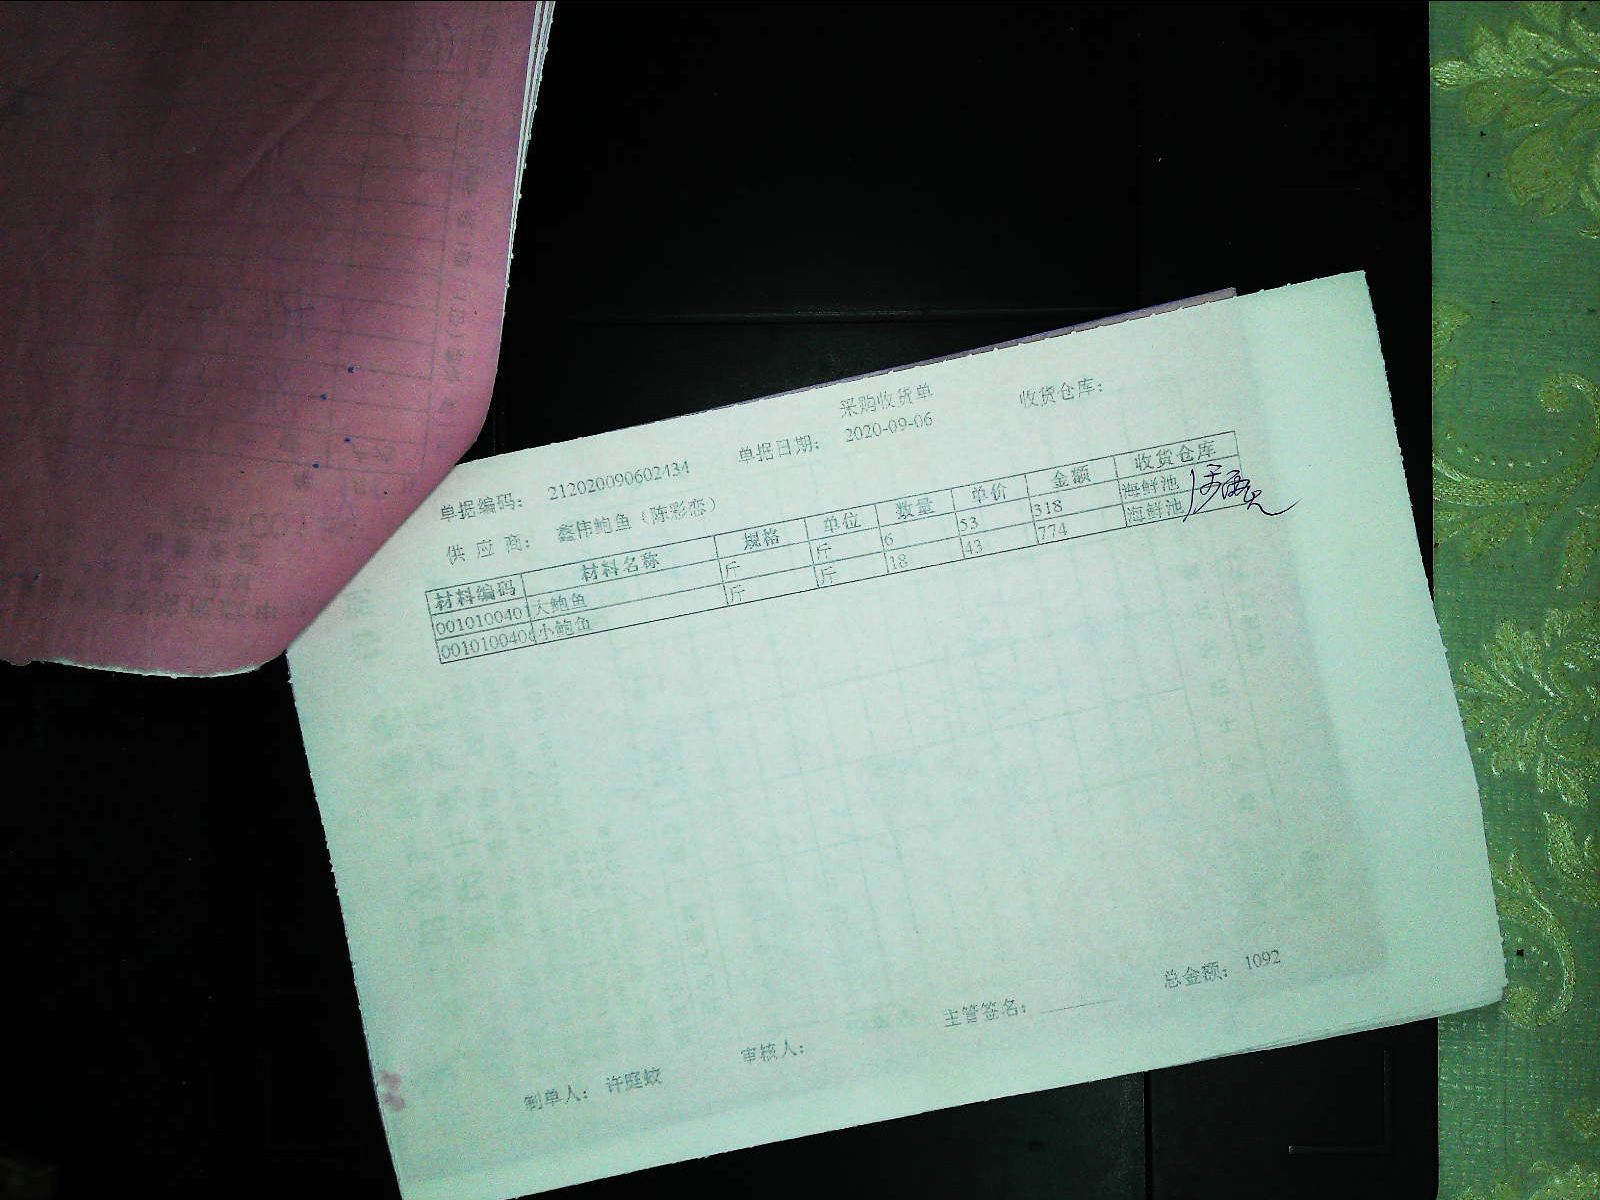 采购收货单
单据编码： 212020090602434 单据日期： 2020-09-06 收货仓库：
供 应 商： 鑫伟鲍鱼（陈彩恋）
材料编码 材料名称 规格 单位 数量 单价 金额 收货仓库
001010040 大鲍鱼 斤 斤 6 53 318 海鲜池
001010040 小鲍鱼 斤 斤 18 43 774 海鲜池
总金额： 1092
制单人： 许庭蛟 审核人： 主管签名：